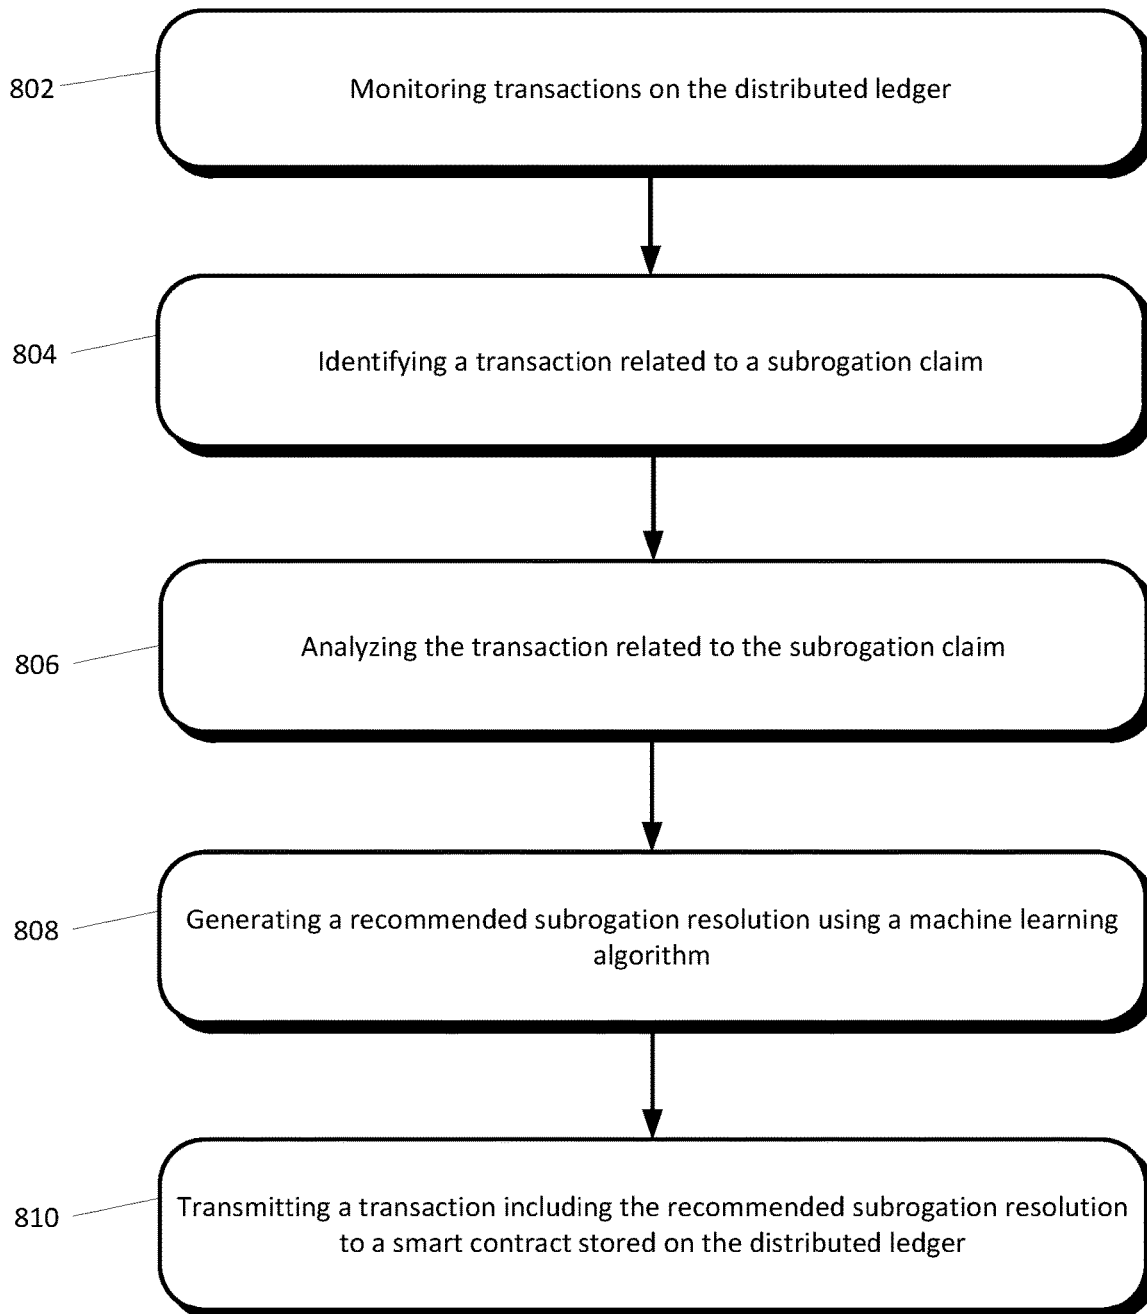 802
Monitoring transactions on the distributed ledger
804
Identifying a transaction related to a subrogation claim
806
Analyzing the transaction related to the subrogation claim
808
Generating a recommended subrogation resolution using a machine learning
algorithm
810
Transmitting a transaction including the recommended subrogation resolution
to a smart contract stored on the distributed ledger